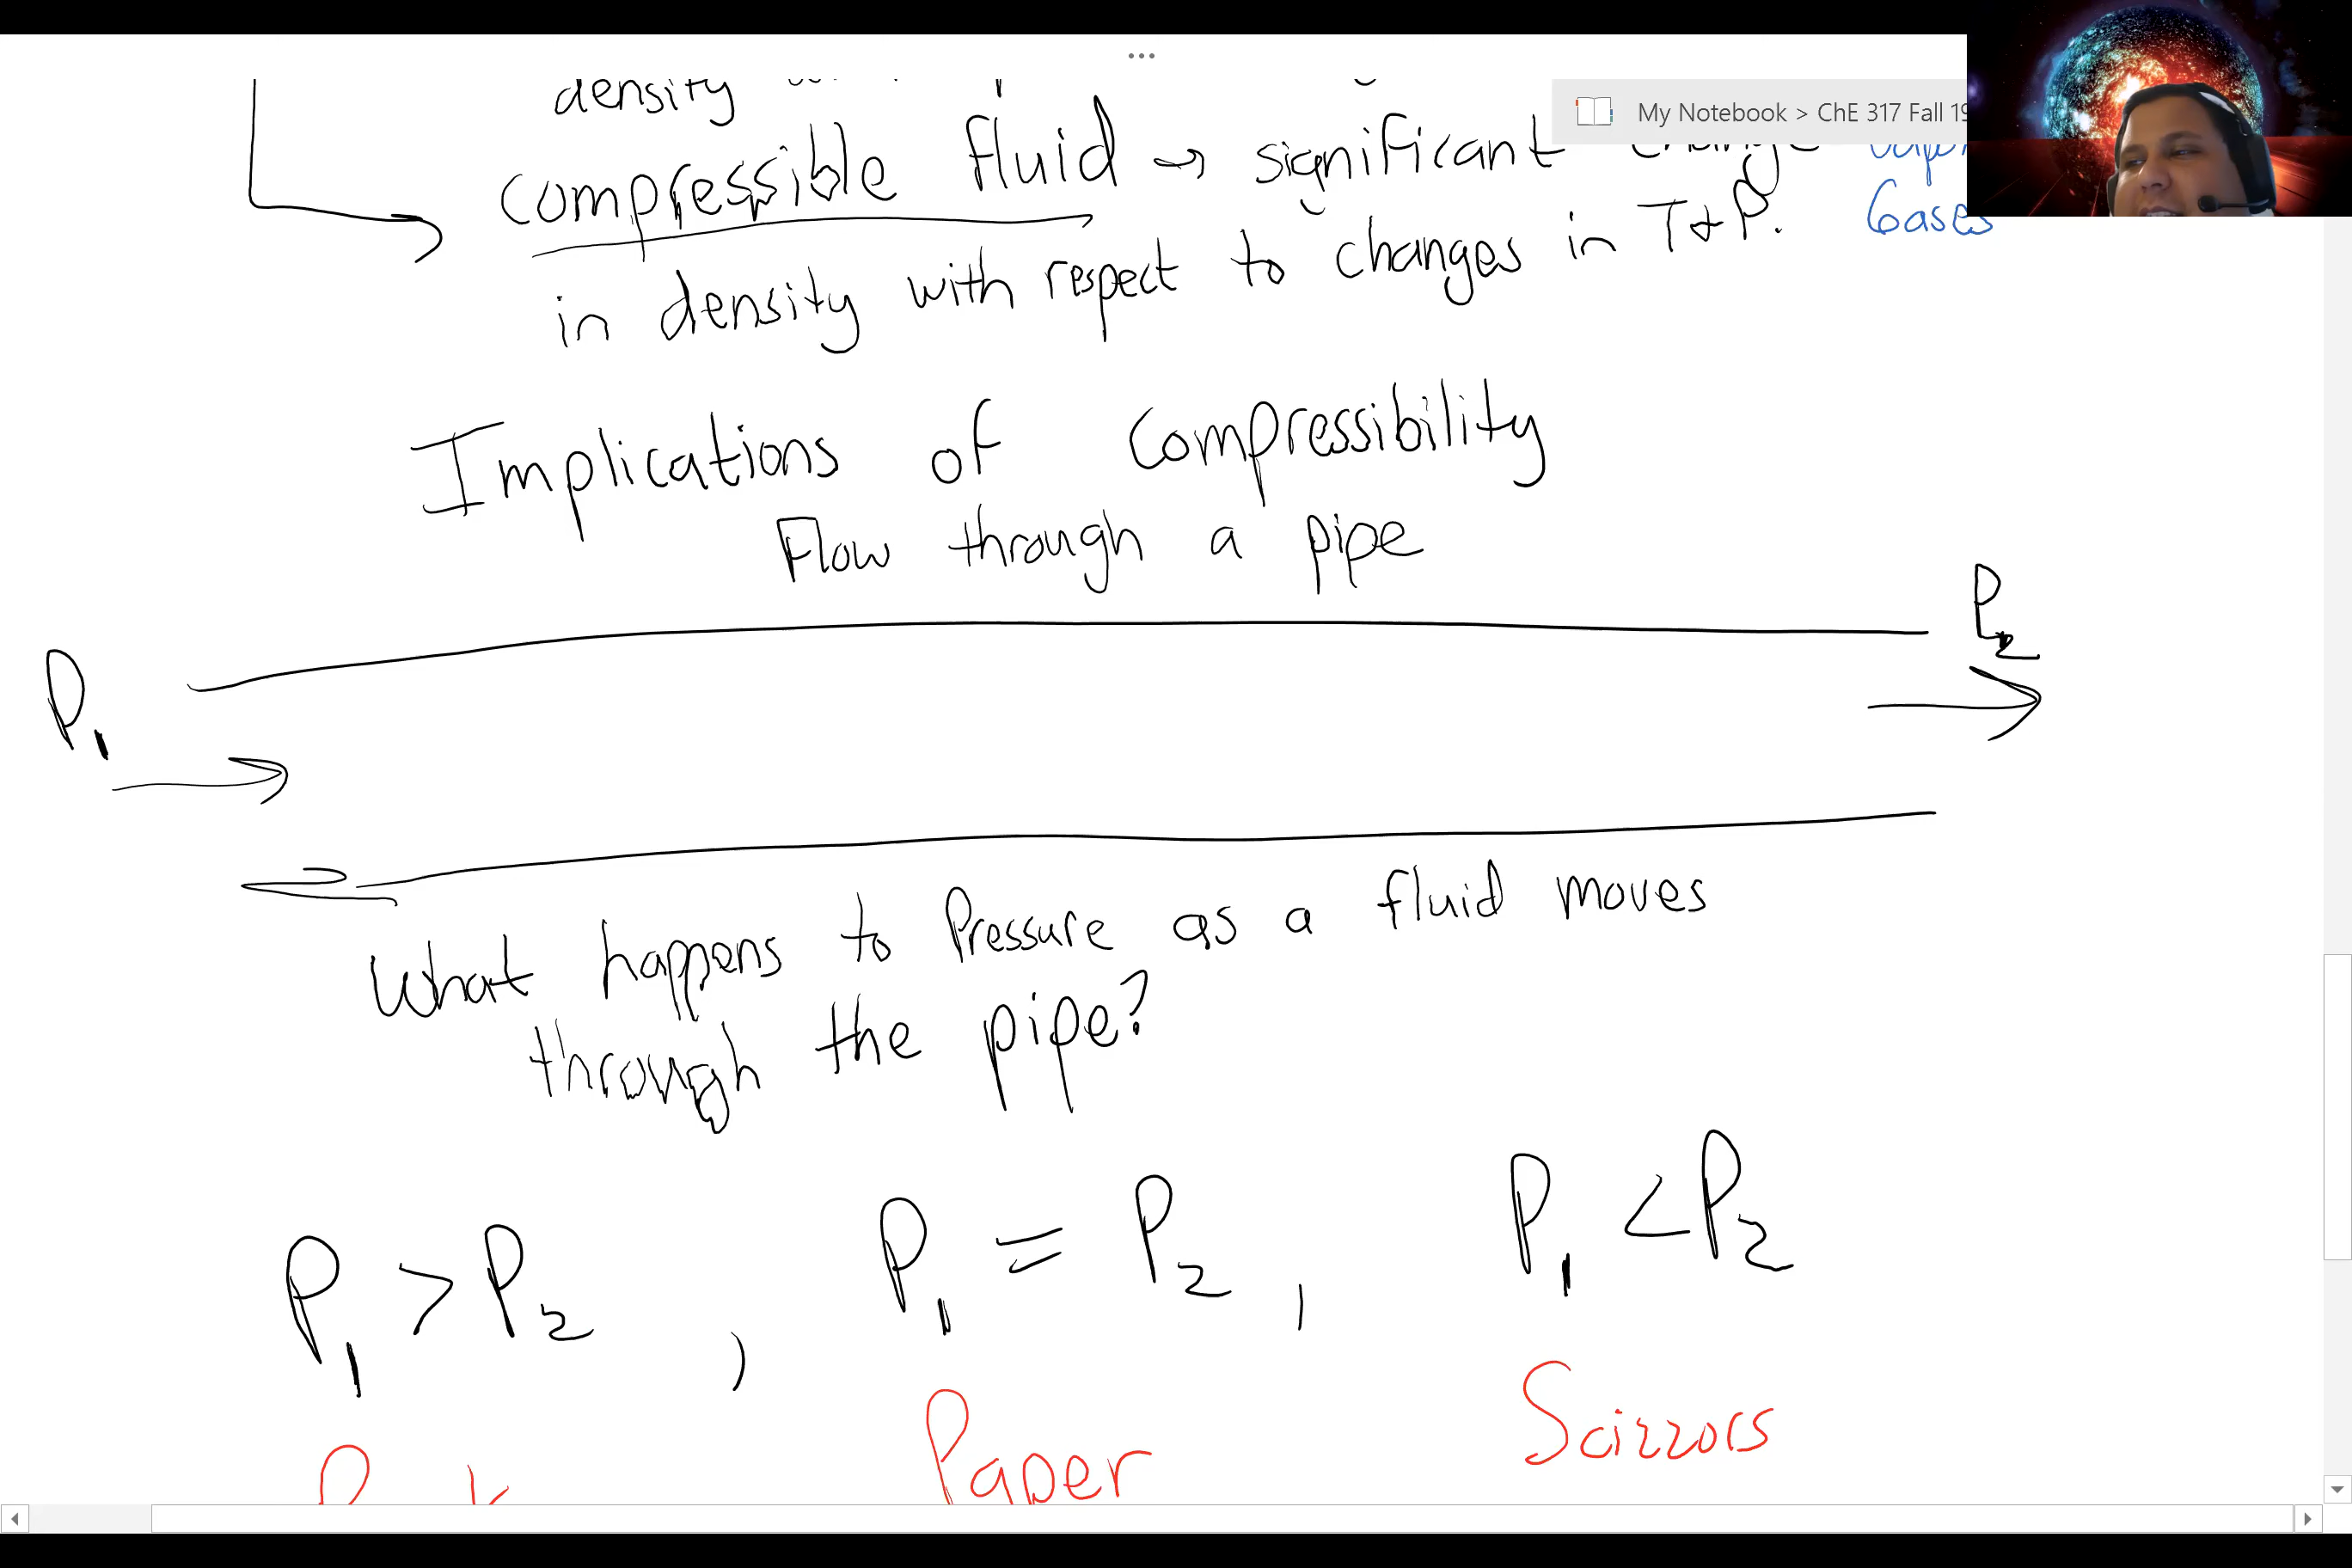 density
My Notebook > ChE 317 Fall 19
compressible fluid → significant
Gases
in density with respect to changes in T & P.
Implications of Compressibility
Flow through a pipe
P₂
P₁
What happens to Pressure as a fluid moves
through the pipe?
P₁ > P₂ , P₁ = P₂ , P₁ < P₂
Paper Scizzors